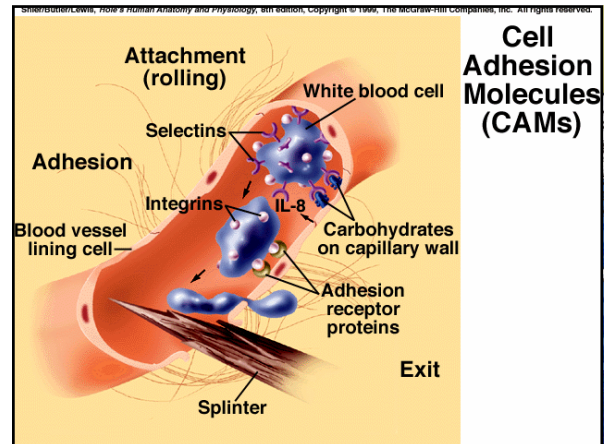 Shier/Butler/Lewis, Hole's Human Anatomy and Physiology, 8th edition, Copyright © 1999, The McGraw-Hill Companies, Inc. All rights reserved.
Cell
Adhesion
Molecules
(CAMs)
Attachment
(rolling)
White blood cell
Selectins
Adhesion
Integrins
IL-8
Blood vessel
lining cell
Carbohydrates
on capillary wall
Adhesion
receptor
proteins
Exit
Splinter